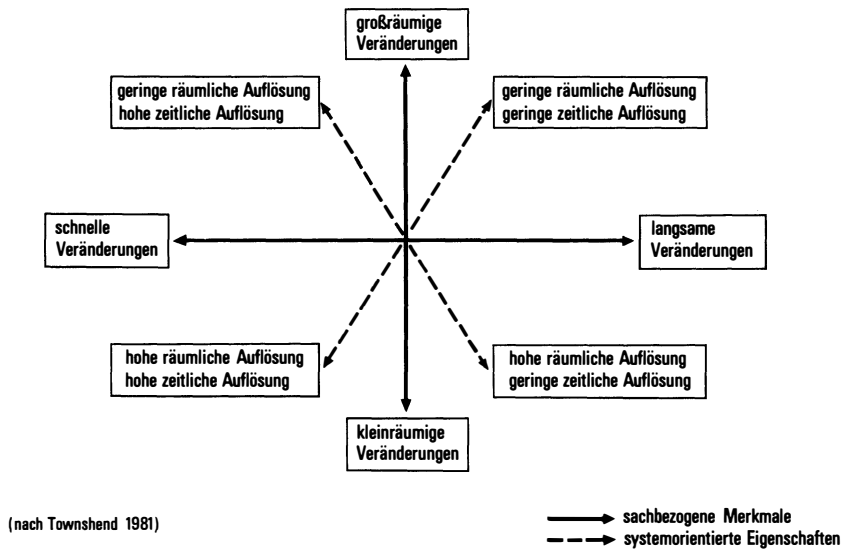 großräumige
Veränderungen
geringe räumliche Auflösung
hohe zeitliche Auflösung
geringe räumliche Auflösung
geringe zeitliche Auflösung
schnelle
Veränderungen
langsame
Veränderungen
hohe räumliche Auflösung
hohe zeitliche Auflösung
hohe räumliche Auflösung
geringe zeitliche Auflösung
kleinräumige
Veränderungen
(nach Townshend 1981)
sachbezogene Merkmale
systemorientierte Eigenschaften